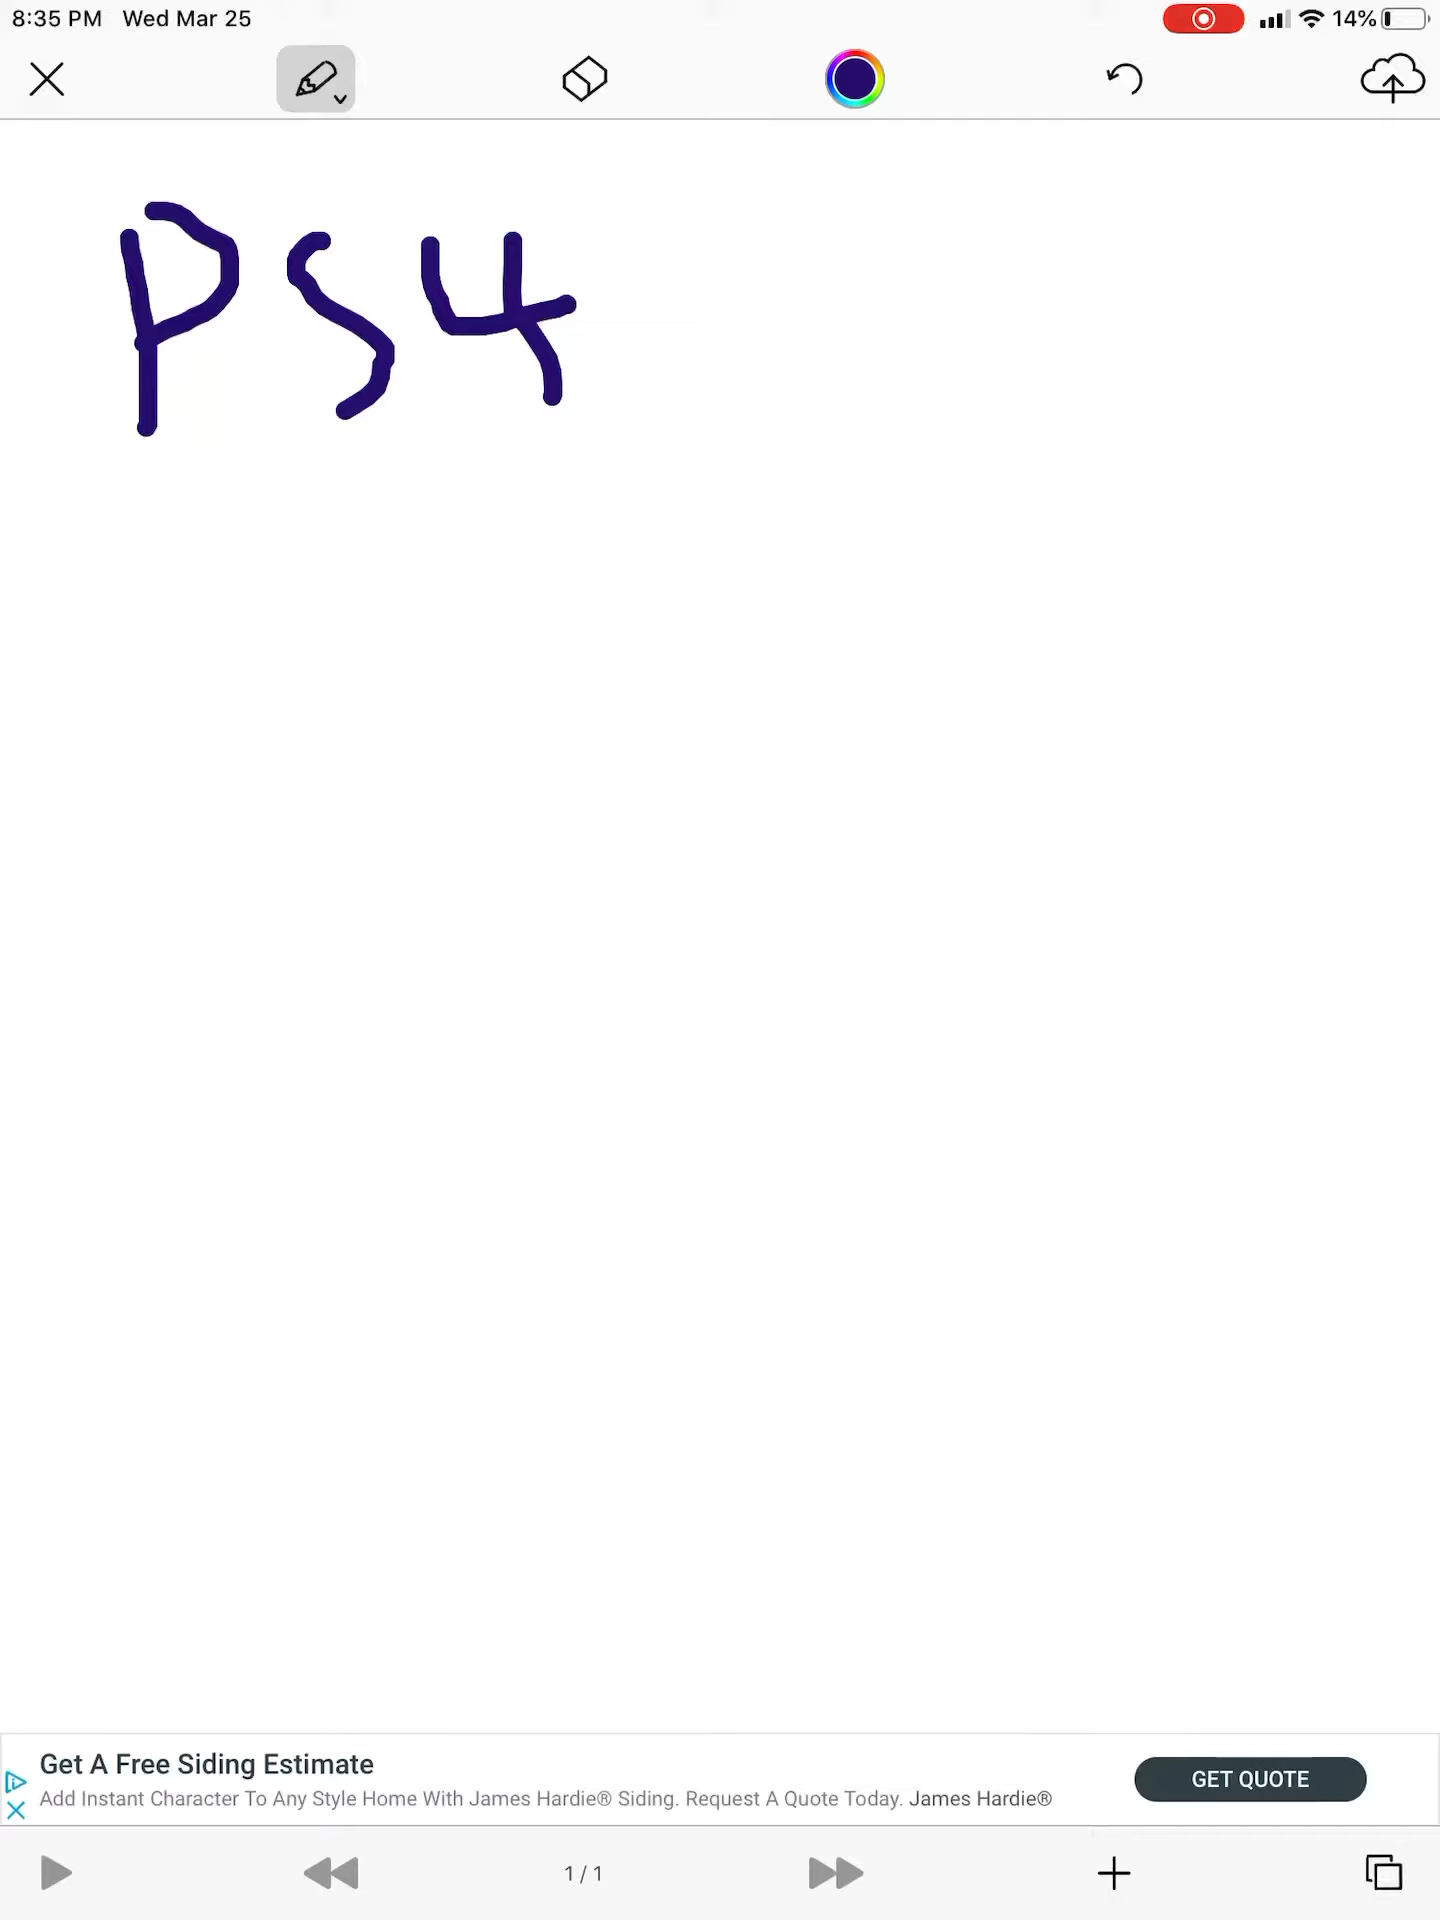 8:35 PM Wed Mar 25 14%
PS4
Get A Free Siding Estimate
Add Instant Character To Any Style Home With James Hardie® Siding. Request A Quote Today. James Hardie®
GET QUOTE
1 / 1